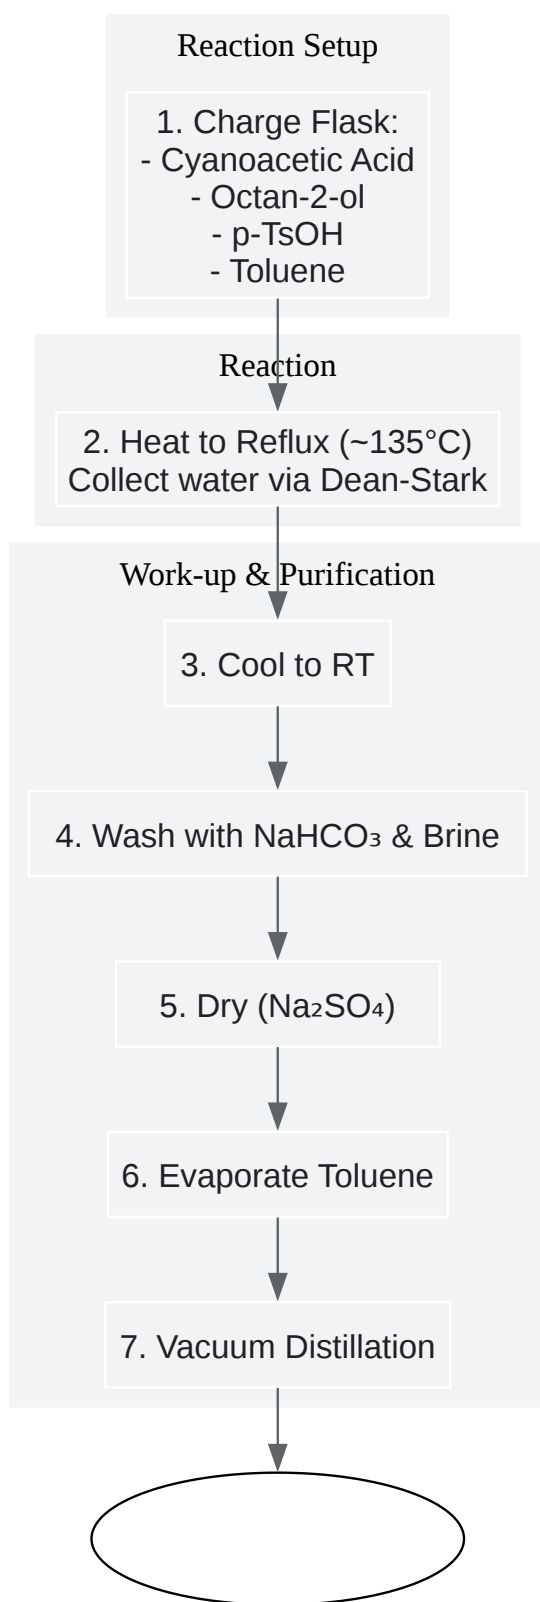 Reaction Setup
1. Charge Flask:
- Cyanoacetic Acid
- Octan-2-ol
- p-TsOH
- Toluene
Reaction
2. Heat to Reflux (~135°C)
Collect water via Dean-Stark
Work-up & Purification
3. Cool to RT
4. Wash with NaHCO₃ & Brine
5. Dry (Na₂SO₄)
6. Evaporate Toluene
7. Vacuum Distillation